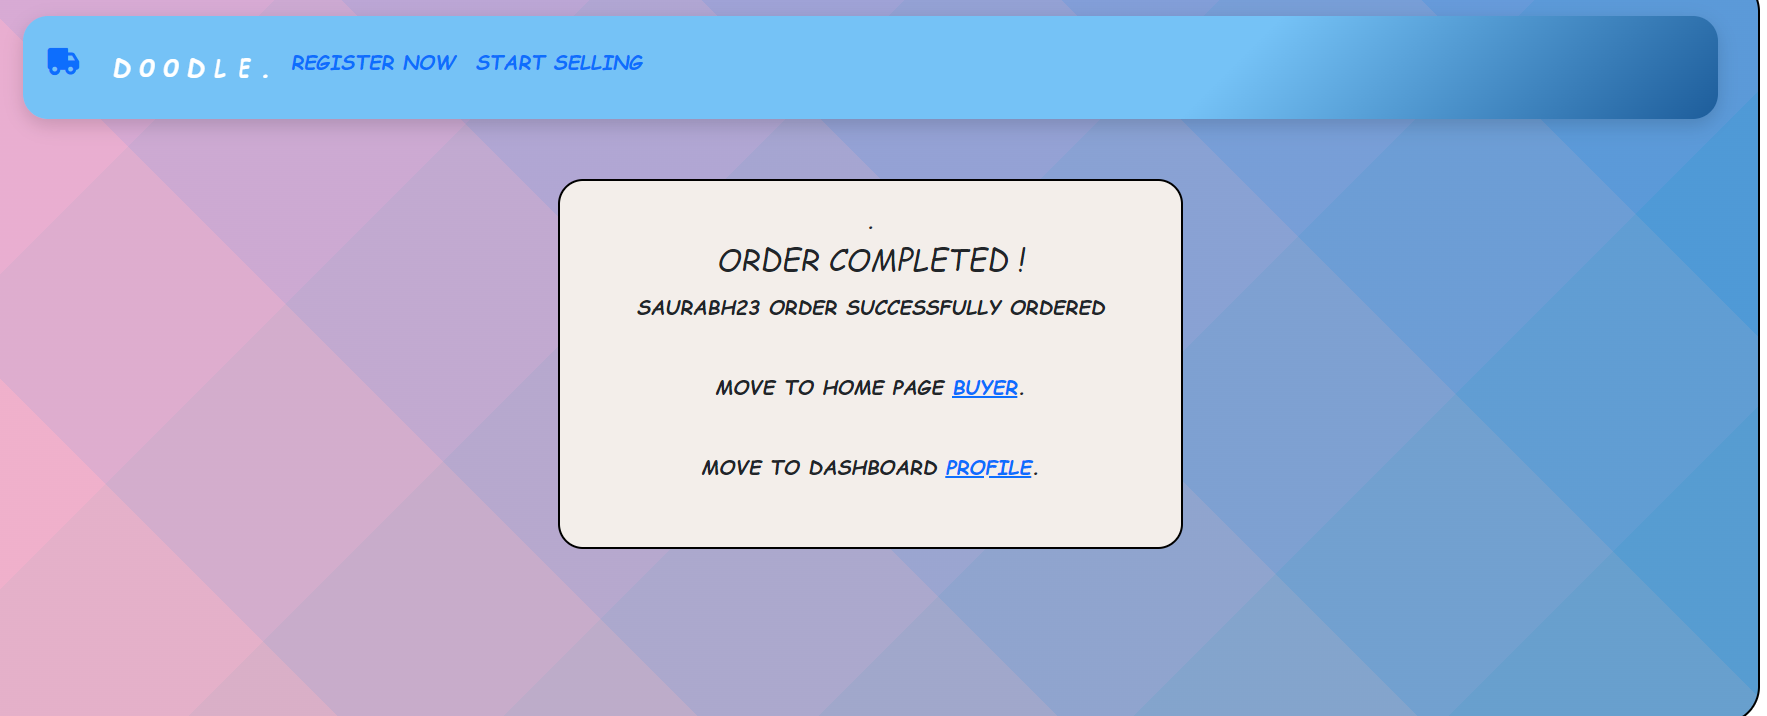 DOODLE. REGISTER NOW START SELLING
.
ORDER COMPLETED !
SAURABH23 ORDER SUCCESSFULLY ORDERED
MOVE TO HOME PAGE BUYER.
MOVE TO DASHBOARD PROFILE.